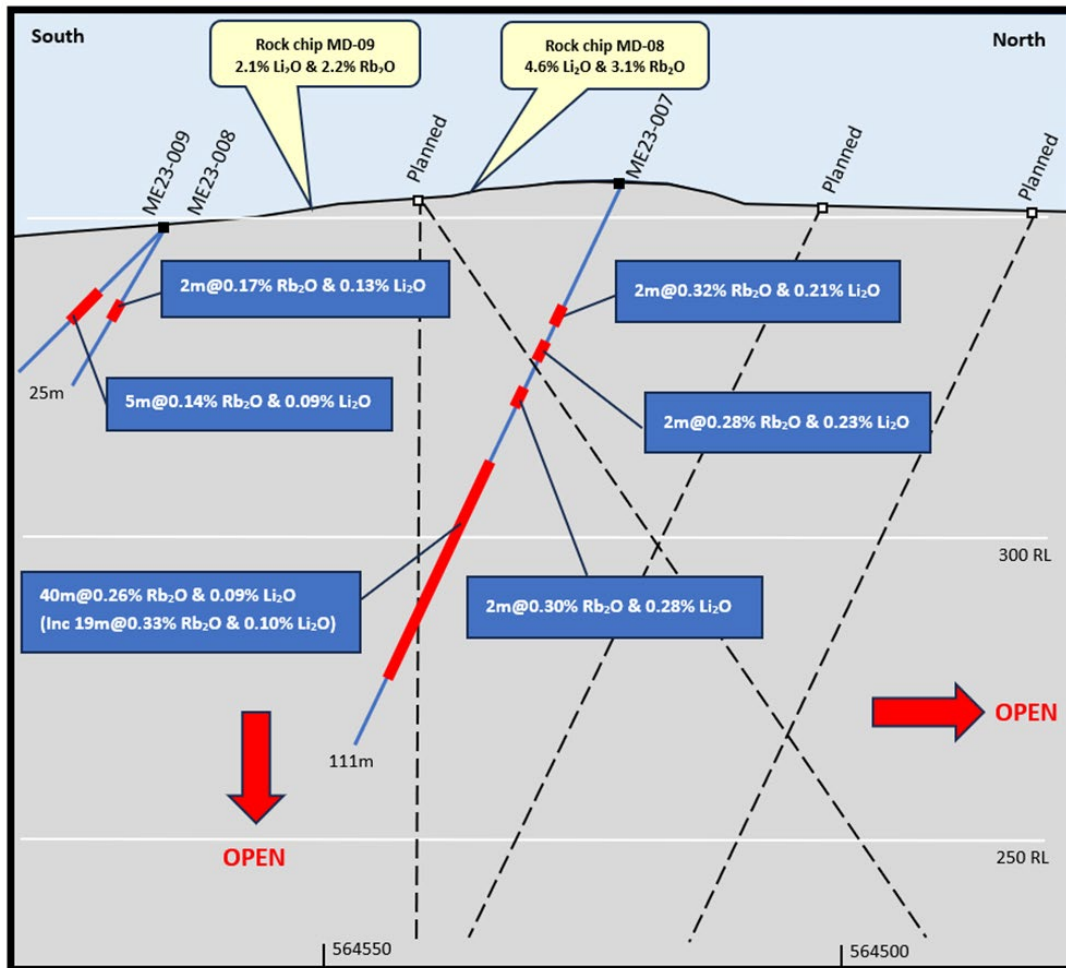 South
North
Rock chip MD-09
2.1% Li₂O & 2.2% Rb₂O
Rock chip MD-08
4.6% Li₂O & 3.1% Rb₂O
ME23-009
ME23-008
Planned
ME23-007
Planned
Planned
2m@0.17% Rb₂O & 0.13% Li₂O
2m@0.32% Rb₂O & 0.21% Li₂O
25m
5m@0.14% Rb₂O & 0.09% Li₂O
2m@0.28% Rb₂O & 0.23% Li₂O
300 RL
40m@0.26% Rb₂O & 0.09% Li₂O
(Inc 19m@0.33% Rb₂O & 0.10% Li₂O)
2m@0.30% Rb₂O & 0.28% Li₂O
OPEN
111m
OPEN
250 RL
564550
564500